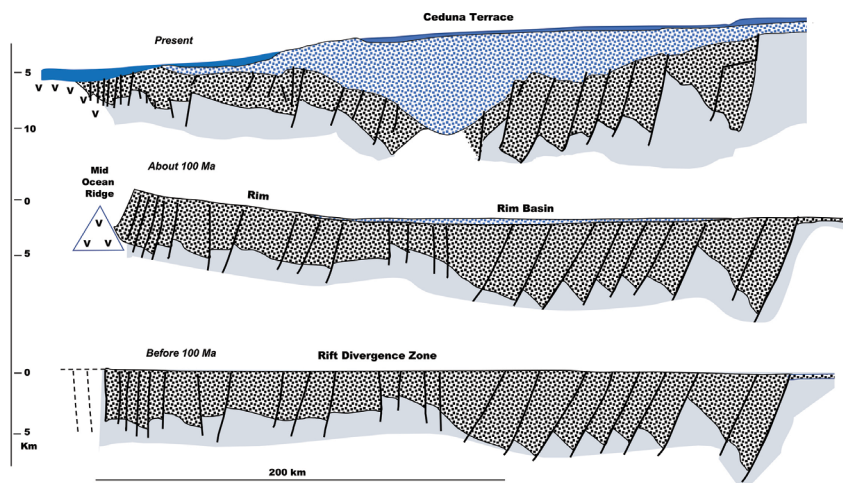 Ceduna Terrace
Present
5
v v v v
v
10
About 100 Ma
Mid
Ocean
Ridge
0
Rim
Rim Basin
v
v v
5
Before 100 Ma
Rift Divergence Zone
0
5
Km
200 km